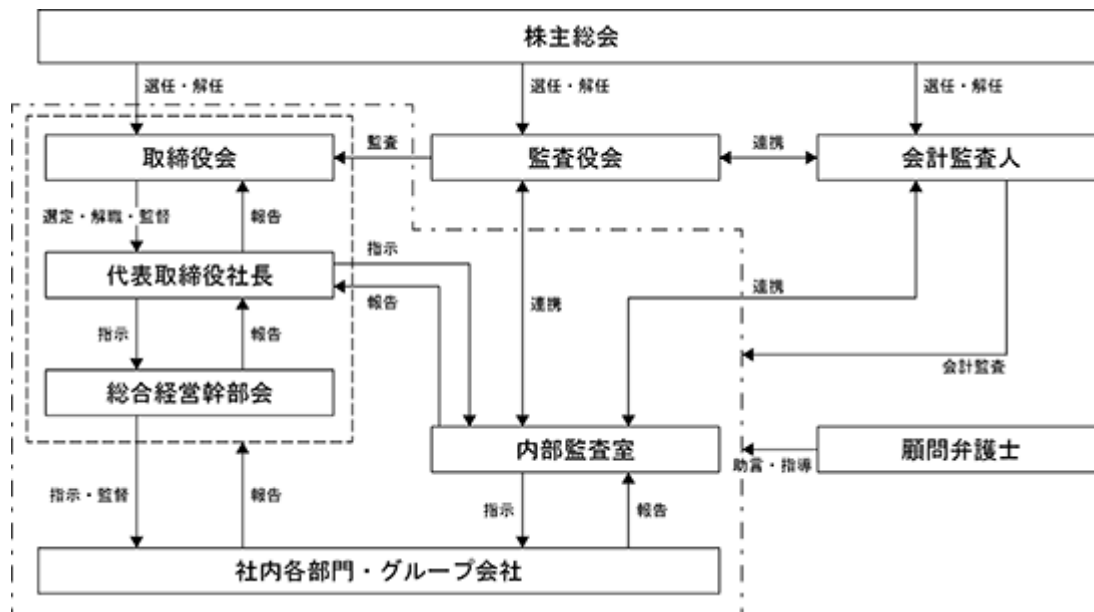 株主総会
選任・解任
選任・解任
選任・解任
取締役会
監査
監査役会
連携
会計監査人
選定・解職・監督
報告
指示
代表取締役社長
報告
連携
連携
指示
報告
会計監査
総合経営幹部会
内部監査室
顧問弁護士
助言・指導
指示・監督
報告
指示
報告
社内各部門・グループ会社